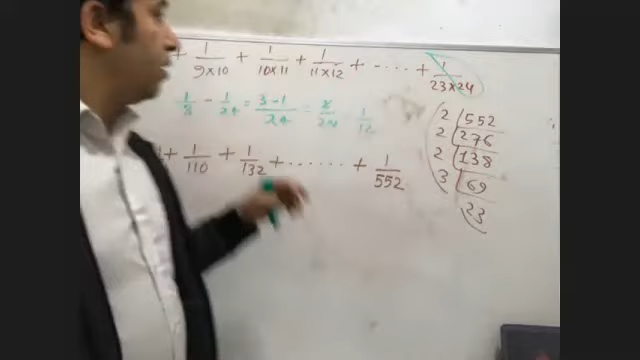 + 1/9×10 + 1/10×11 + 1/11×12 + - ···· + 1/23×24
1/8 - 1/24 = 3-1/24 = 2/24 1/12
+ 1/110 + 1/132 + ······ + 1/552
2 552
2 276
2 138
3 69
23